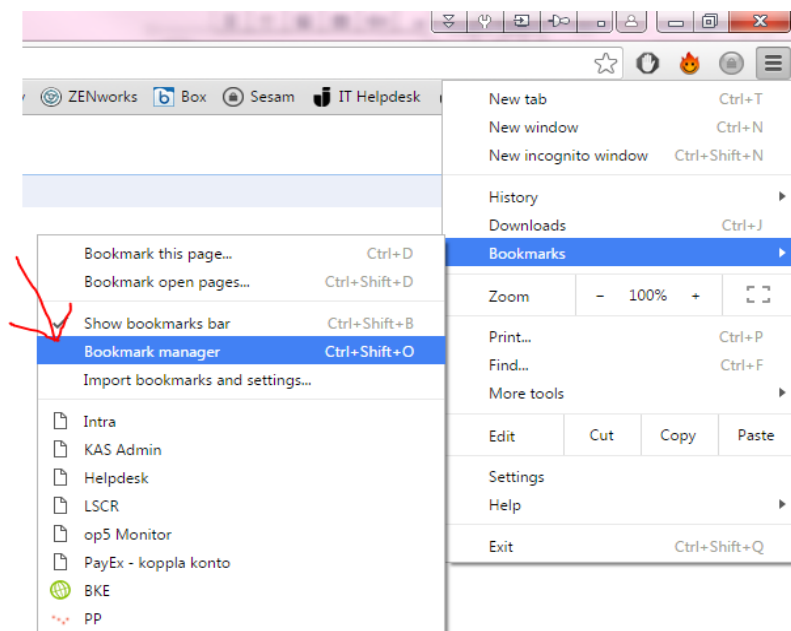 ZENworks Box Sesam IT Helpdesk
New tab Ctrl+T
New window Ctrl+N
New incognito window Ctrl+Shift+N
History
Downloads Ctrl+J
Bookmarks
Zoom - 100% +
Print... Ctrl+P
Find... Ctrl+F
More tools
Edit Cut Copy Paste
Settings
Help
Exit Ctrl+Shift+Q
Bookmark this page... Ctrl+D
Bookmark open pages... Ctrl+Shift+D
Show bookmarks bar Ctrl+Shift+B
Bookmark manager Ctrl+Shift+O
Import bookmarks and settings...
Intra
KAS Admin
Helpdesk
LSCR
op5 Monitor
PayEx - koppla konto
BKE
PP